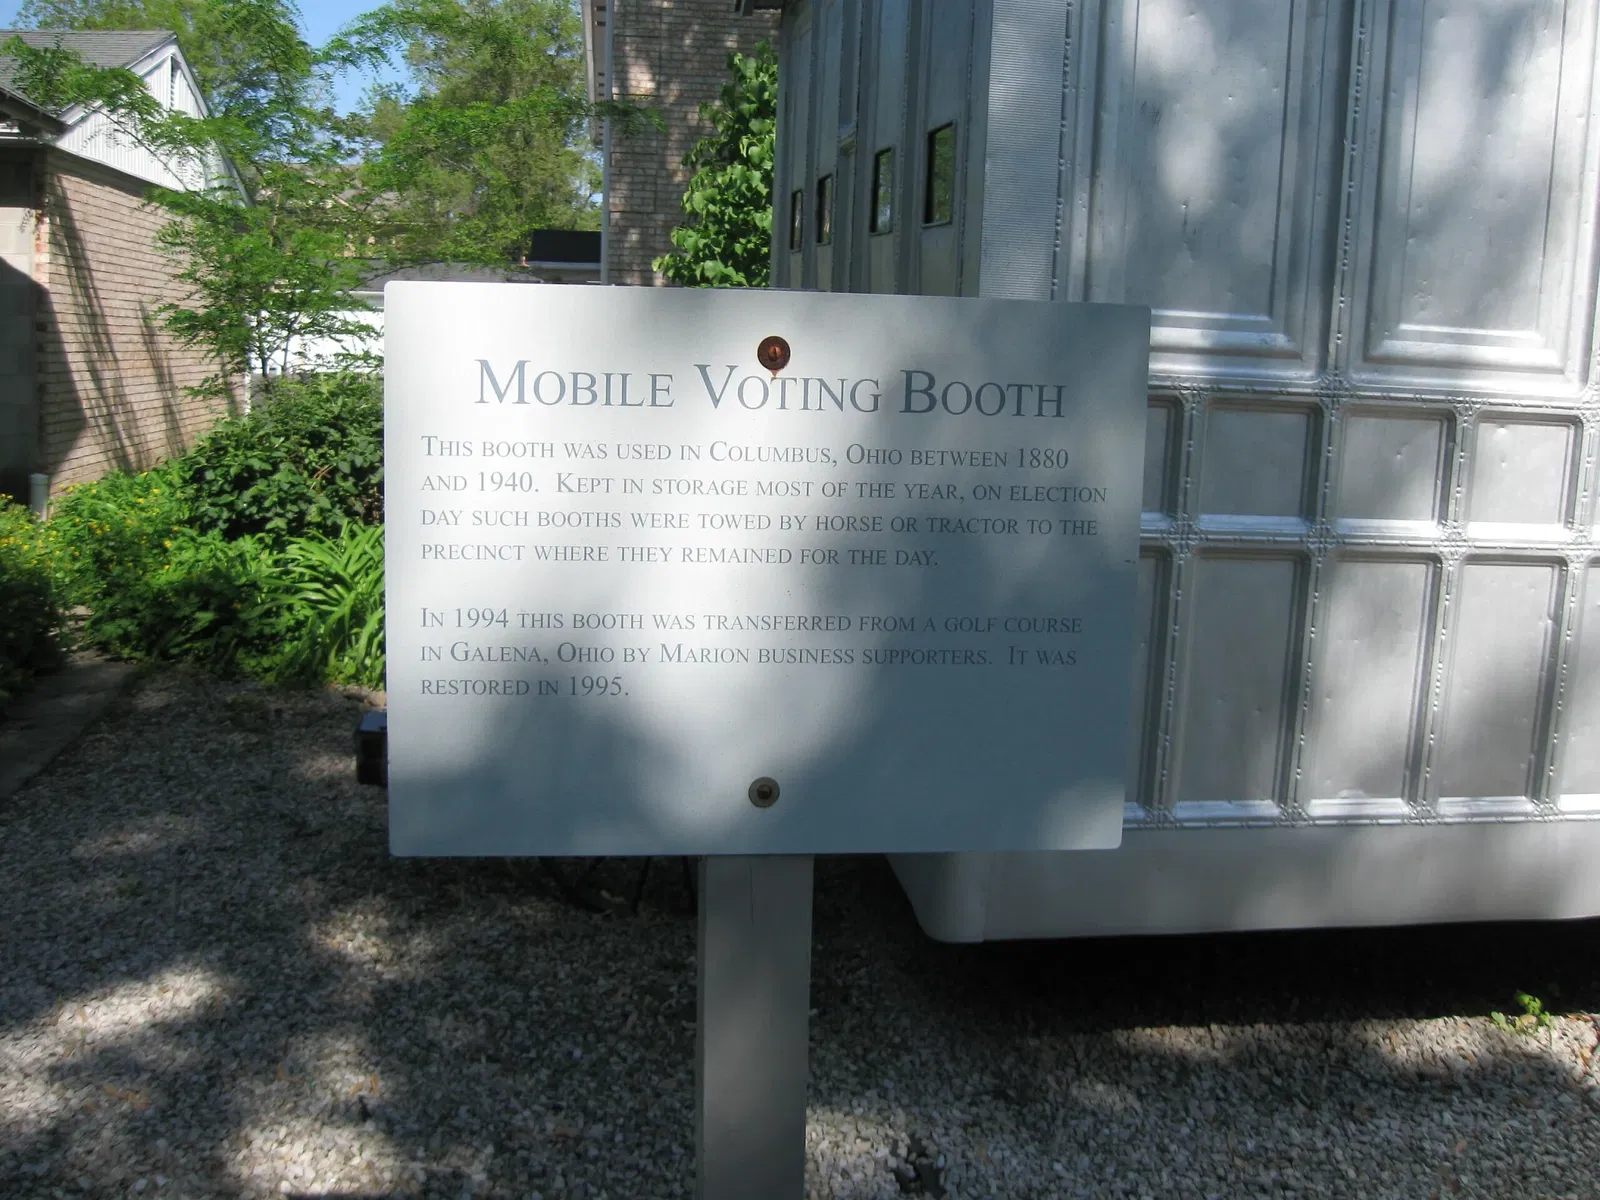 Mobile Voting Booth
This booth was used in Columbus, Ohio between 1880
and 1940. Kept in storage most of the year, on election
day such booths were towed by horse or tractor to the
precinct where they remained for the day.
In 1994 this booth was transferred from a golf course
in Galena, Ohio by Marion business supporters. It was
restored in 1995.